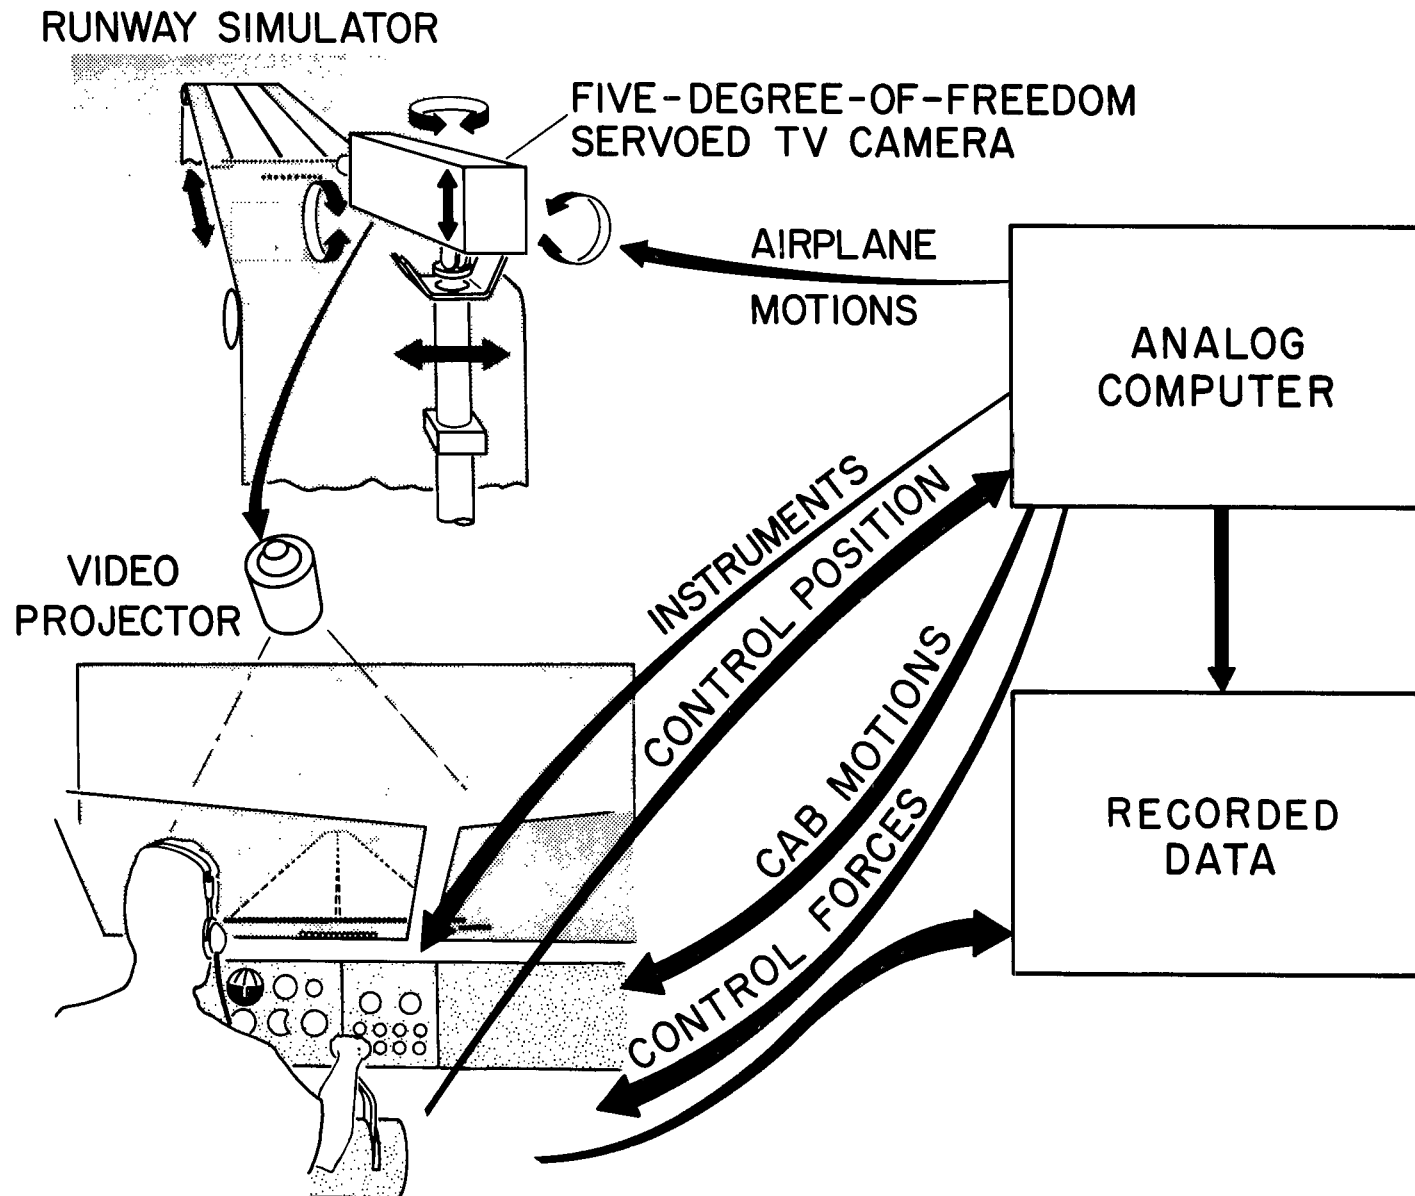 RUNWAY SIMULATOR
FIVE-DEGREE-OF-FREEDOM
SERVOED TV CAMERA
AIRPLANE
MOTIONS
ANALOG
COMPUTER
INSTRUMENTS
CONTROL POSITION
VIDEO
PROJECTOR
CAB MOTIONS
CONTROL FORCES
RECORDED
DATA